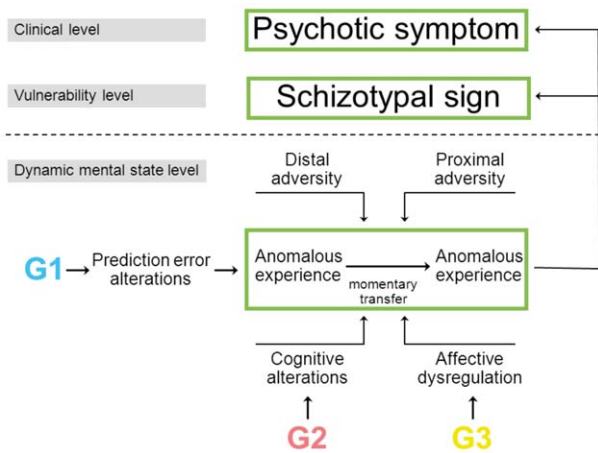 Clinical level
Psychotic symptom
Vulnerability level
Schizotypal sign
Dynamic mental state level
Distal
adversity
Proximal
adversity
G1
Prediction error
alterations
Anomalous
experience
momentary
transfer
Anomalous
experience
Cognitive
alterations
Affective
dysregulation
G2
G3